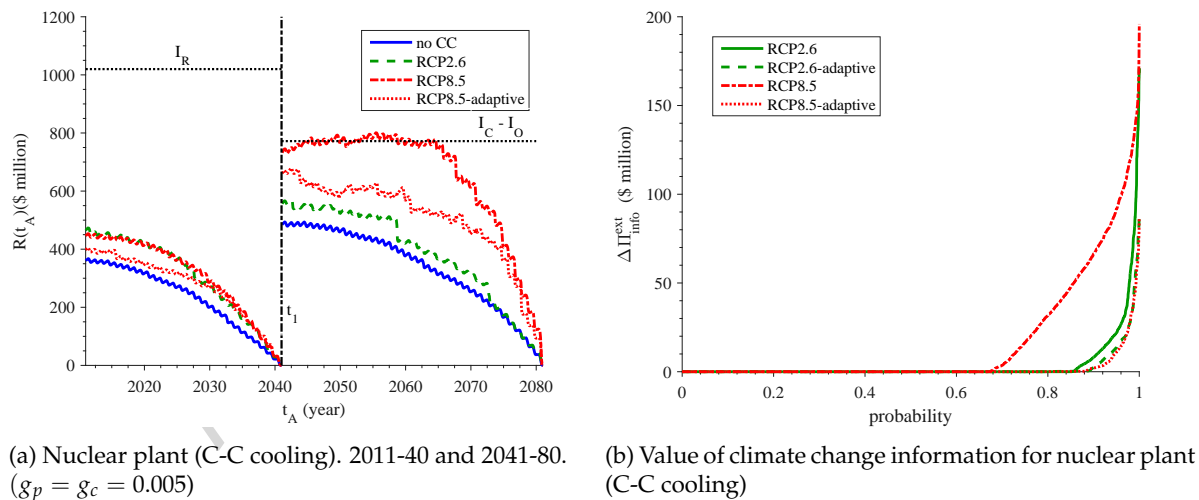 1200
1000
800
600
400
200
0
R(t_A)($ million)
I_R
no CC
RCP2.6
RCP8.5
RCP8.5-adaptive
I_C - I_O
t_1
2020 2030 2040 2050 2060 2070 2080
t_A (year)
(a) Nuclear plant (C-C cooling). 2011-40 and 2041-80.
(g_p = g_c = 0.005)
200
150
100
50
0
ΔΠ^ext_info ($ million)
RCP2.6
RCP2.6-adaptive
RCP8.5
RCP8.5-adaptive
0 0.2 0.4 0.6 0.8 1
probability
(b) Value of climate change information for nuclear plant
(C-C cooling)